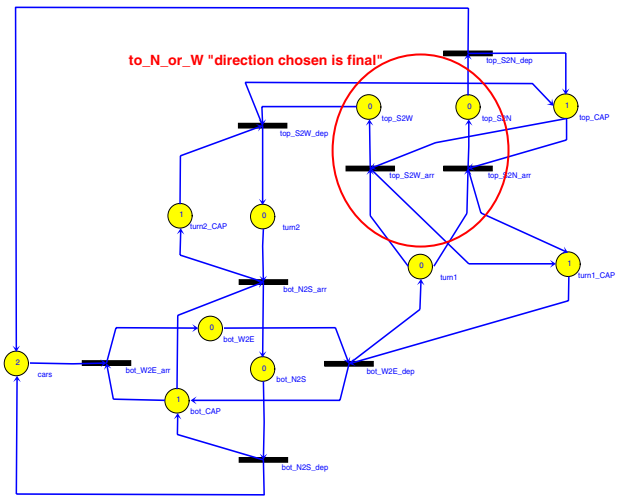 top_S2N_dep
to_N_or_W "direction chosen is final"
0
top_S2W
0
top_S2N
1
top_CAP
top_S2W_dep
top_S2W_arr
top_S2N_arr
1
turn2_CAP
0
turn2
0
turn1
1
turn1_CAP
bot_N2S_arr
0
bot_W2E
2
cars
bot_W2E_arr
0
bot_N2S
bot_W2E_dep
1
bot_CAP
bot_N2S_dep